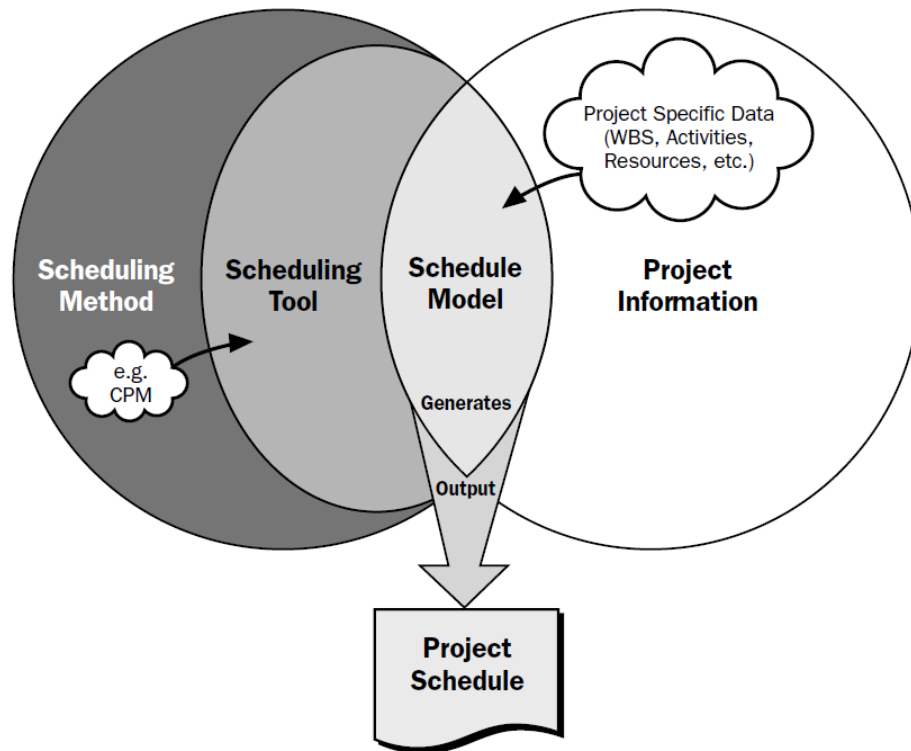 Project Specific Data
(WBS, Activities,
Resources, etc.)
Scheduling
Method
Scheduling
Tool
Schedule
Model
Project
Information
e.g.
CPM
Generates
Output
Project
Schedule